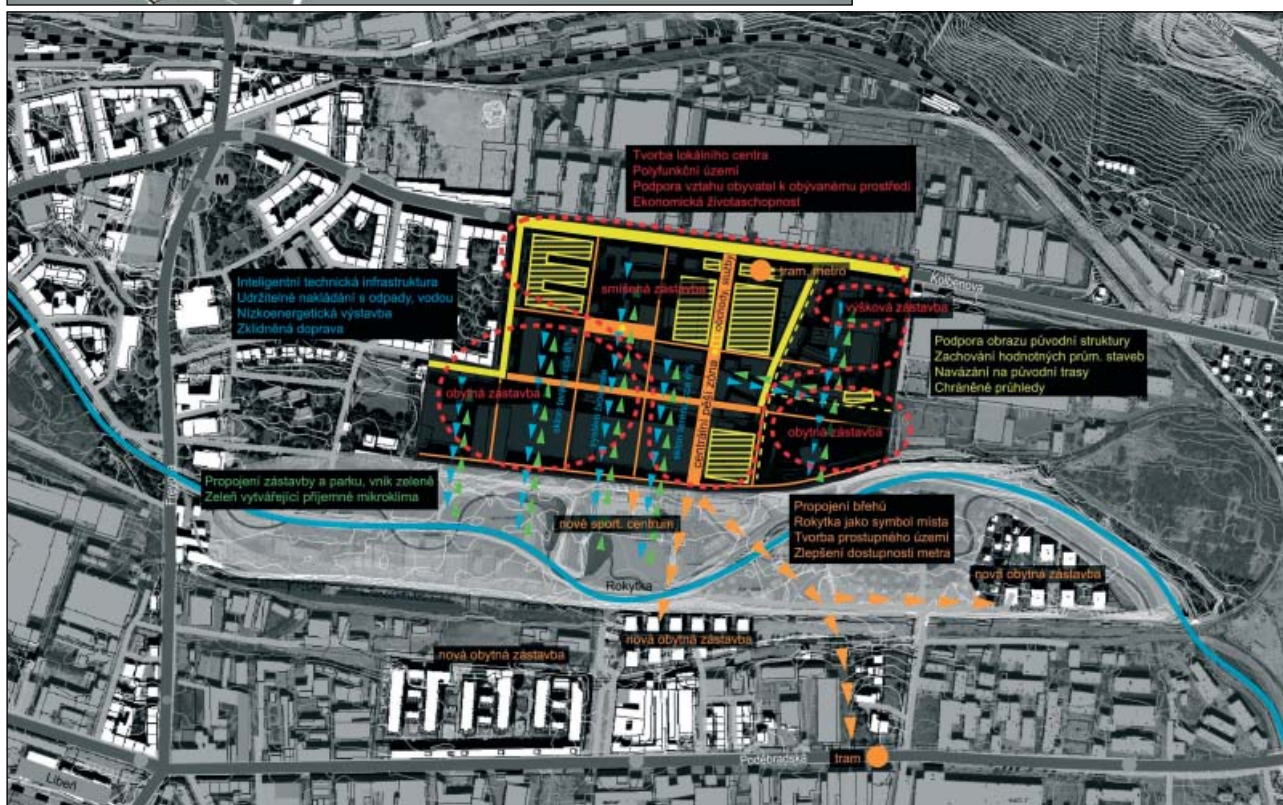 M
Tvorba lokálního centra
Polyfunkční území
Podpora vztahu obyvatel k obývanému prostředí
Ekonomická životaschopnost
Inteligentní technická infrastruktura
Udržitelné nakládání s odpady, vodou
Nízkoenergetická výstavba
Zklidněná doprava
smíšená zástavba
obchody, služby
tram, metro
Kolbenova
výšková zástavba
Podpora obrazu původní struktury
Zachování hodnotných prům. staveb
Navázání na původní trasy
Chráněné průhledy
obytná zástavba
centrální pěší zóna
obytná zástavba
Propojení zástavby a parku, vnik zeleně
Zeleň vytvářející příjemné mikroklima
nové sport. centrum
Propojení břehů
Rokytka jako symbol místa
Tvorba prostupného území
Zlepšení dostupnosti metra
Rokytka
nová obytná zástavba
nová obytná zástavba
nová obytná zástavba
Poděbradská
tram
Libeň